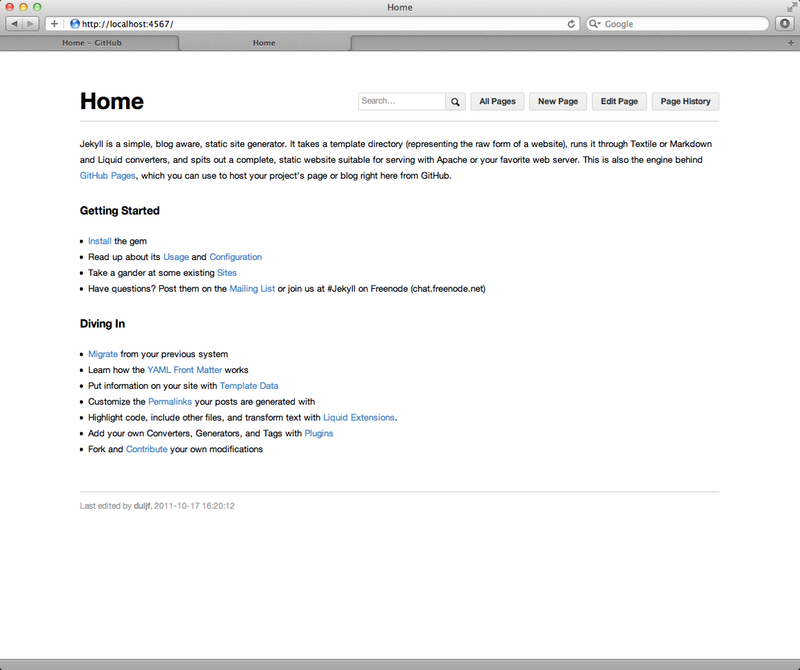 Home
http://localhost:4567/
Google
Home – GitHub
Home
Home
Search...
All Pages
New Page
Edit Page
Page History
Jekyll is a simple, blog aware, static site generator. It takes a template directory (representing the raw form of a website), runs it through Textile or Markdown
and Liquid converters, and spits out a complete, static website suitable for serving with Apache or your favorite web server. This is also the engine behind
GitHub Pages, which you can use to host your project's page or blog right here from GitHub.
Getting Started
• Install the gem
• Read up about its Usage and Configuration
• Take a gander at some existing Sites
• Have questions? Post them on the Mailing List or join us at #Jekyll on Freenode (chat.freenode.net)
Diving In
• Migrate from your previous system
• Learn how the YAML Front Matter works
• Put information on your site with Template Data
• Customize the Permalinks your posts are generated with
• Highlight code, include other files, and transform text with Liquid Extensions.
• Add your own Converters, Generators, and Tags with Plugins
• Fork and Contribute your own modifications
Last edited by duijf, 2011-10-17 16:20:12